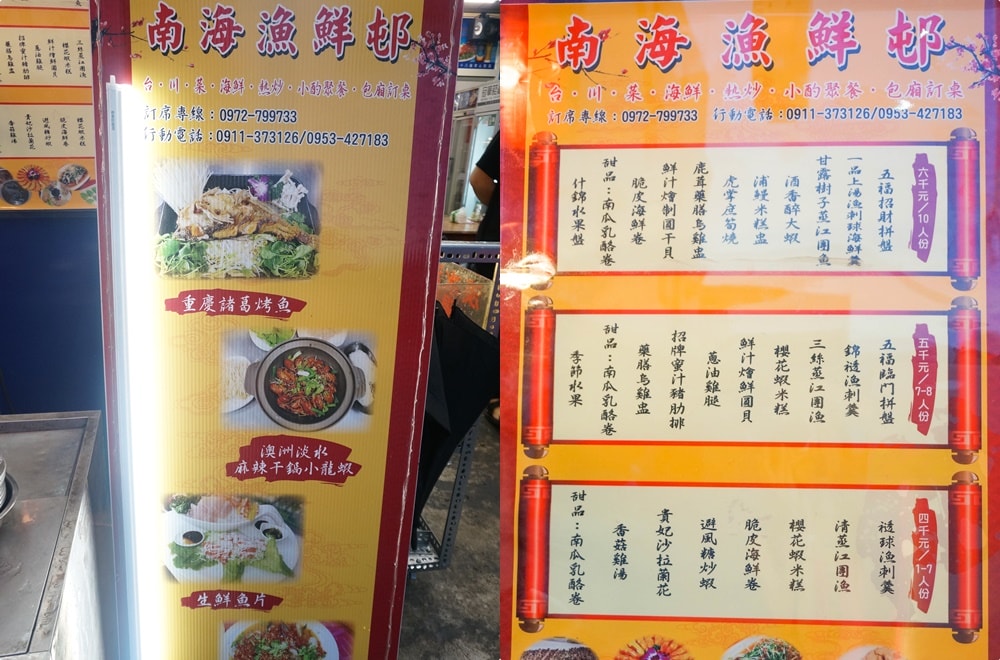 南海漁鮮邨
台·川·菜·海鮮·熱炒·小酌聚餐·包廂訂桌
訂席專線：0972-799733
行動電話：0911-373126/0953-427183
重慶諸葛烤魚
澳洲淡水
麻辣干鍋小龍蝦
生鮮魚片
南海漁鮮邨
台·川·菜·海鮮·熱炒·小酌聚餐·包廂訂桌
訂席專線：0972-799733 行動電話：0911-373126/0953-427183
六千元/10人份
五福招財拼盤
一品上湯漁刺球海鮮羹
甘露樹子蒸江團魚
酒香醉大蝦
浦鰻米糕盅
虎掌庶筍燒
鹿茸藥膳烏雞盅
鮮汁燴制圓干貝
脆皮海鮮卷
甜品：南瓜乳酪卷
什錦水果盤
五千元/7-8人份
五福臨門拼盤
錦襚漁刺羹
三絲蒸江團漁
櫻花蝦米糕
鮮汁燴鮮圓貝
蔥油雞腿
招牌蜜汁豬肋排
藥膳烏雞盅
甜品：南瓜乳酪卷
季節水果
四千元/1-7人份
襚球漁刺羹
清蒸江團漁
櫻花蝦米糕
脆皮海鮮卷
避風糖炒蝦
貴妃沙拉蘭花
香菇雞湯
甜品：南瓜乳酪卷